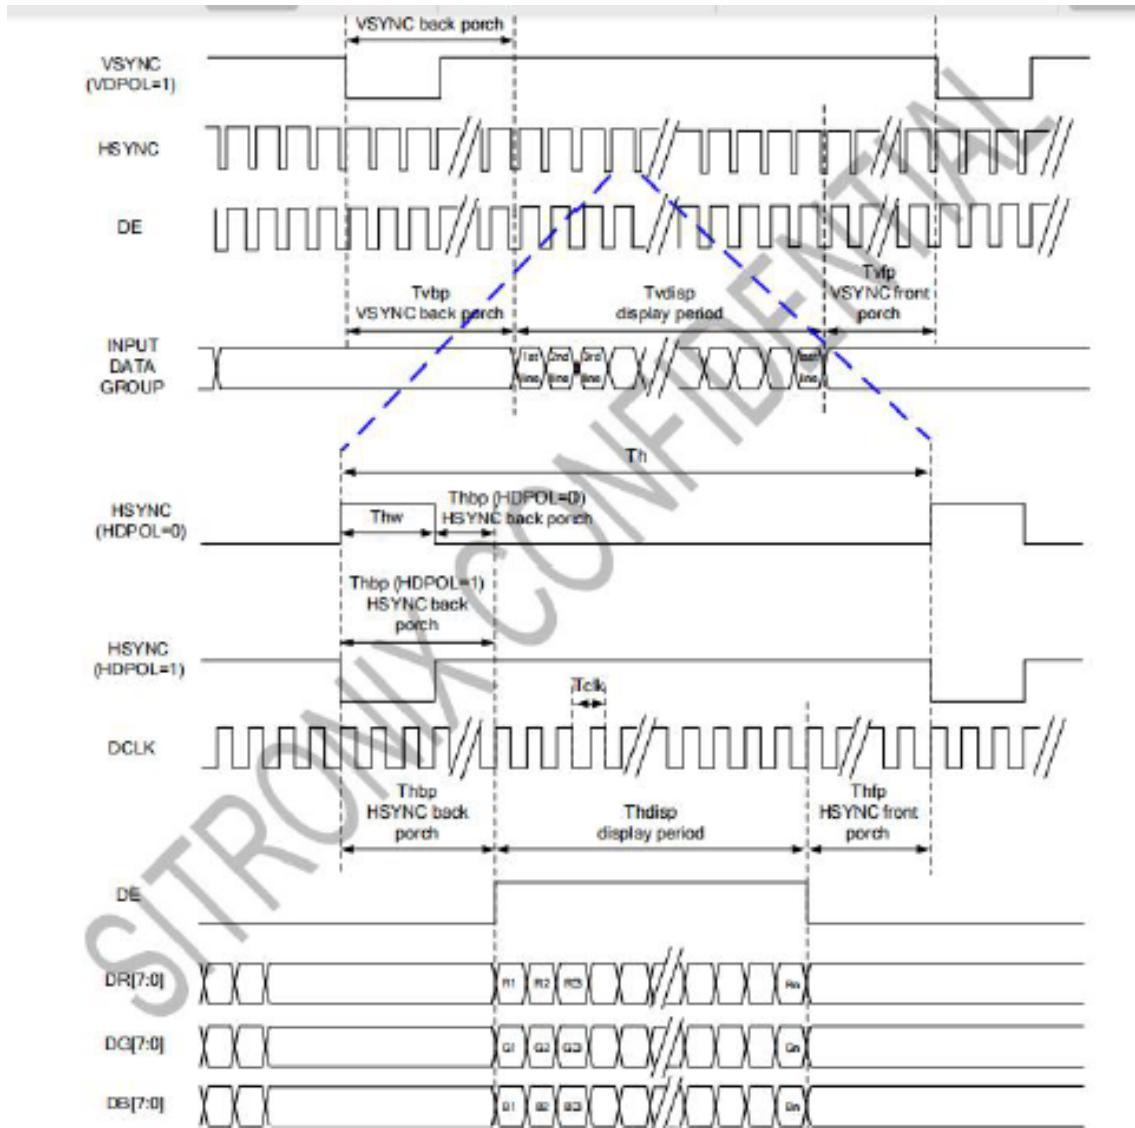 VSYNC back porch
VSYNC
(VDPOL=1)
HSYNC
DE
Tvbp
VSYNC back porch
Tvdisp
display period
Tvfp
VSYNC front
porch
INPUT
DATA
GROUP
1st
line
2nd
line
3rd
line
last
line
Th
HSYNC
(HDPOL=0)
Thw
Thbp (HDPOL=0)
HSYNC back porch
Thbp (HDPOL=1)
HSYNC back
porch
HSYNC
(HDPOL=1)
Tclk
DCLK
Thbp
HSYNC back
porch
Thdisp
display period
Thfp
HSYNC front
porch
DE
DR[7:0]
R1
R2
R3
Rn
DG[7:0]
G1
G2
G3
Gn
DB[7:0]
B1
B2
B3
Bn
SITRONIX CONFIDENTIAL